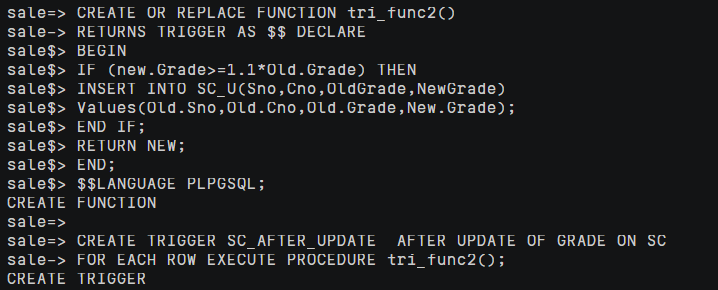 sale=> CREATE OR REPLACE FUNCTION tri_func2()
sale-> RETURNS TRIGGER AS $$ DECLARE
sale$> BEGIN
sale$> IF (new.Grade>=1.1*Old.Grade) THEN
sale$> INSERT INTO SC_U(Sno,Cno,OldGrade,NewGrade)
sale$> Values(Old.Sno,Old.Cno,Old.Grade,New.Grade);
sale$> END IF;
sale$> RETURN NEW;
sale$> END;
sale$> $$LANGUAGE PLPGSQL;
CREATE FUNCTION
sale=>
sale=> CREATE TRIGGER SC_AFTER_UPDATE  AFTER UPDATE OF GRADE ON SC
sale-> FOR EACH ROW EXECUTE PROCEDURE tri_func2();
CREATE TRIGGER